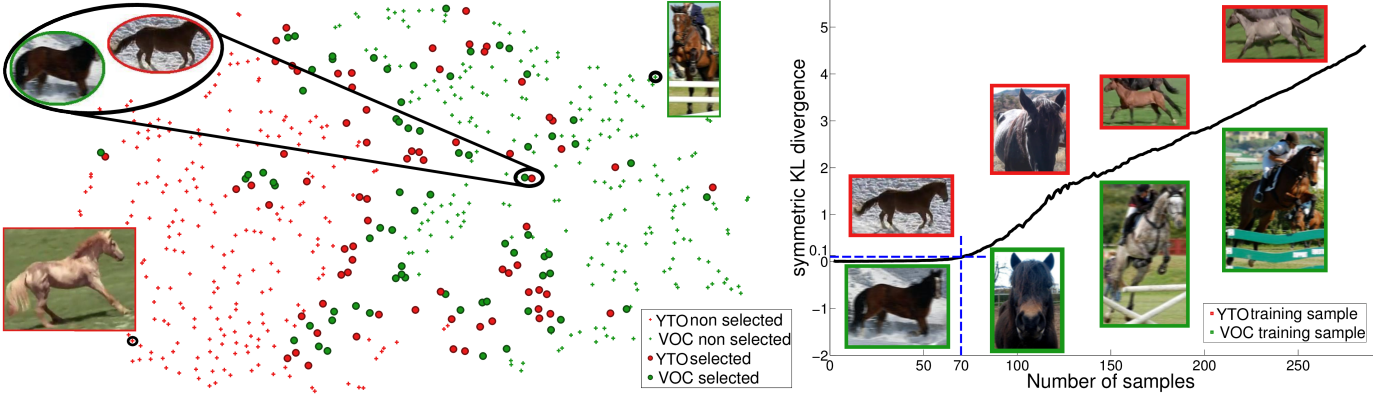 YTO non selected
VOC non selected
YTO selected
VOC selected
symmetric KL divergence
5
4
3
2
1
0.1
0
−1
−2
0 50 70 100 150 200 250
Number of samples
YTO training sample
VOC training sample